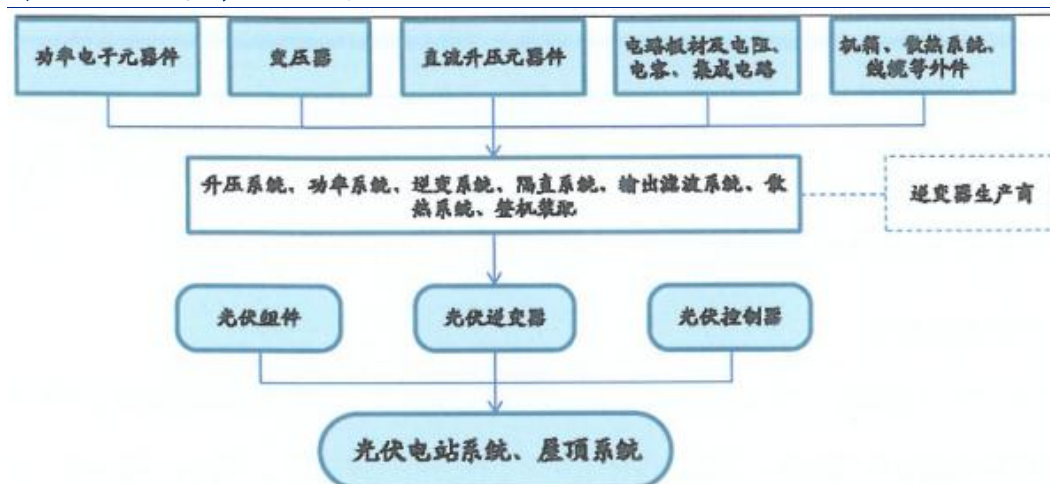 功率电子元器件
变压器
直流升压元器件
电路板材及电阻、
电容、集成电路
机箱、散热系统、
线缆等外件
升压系统、功率系统、逆变系统、隔直系统、输出滤波系统、散
热系统、整机装配
逆变器生产商
光伏组件
光伏逆变器
光伏控制器
光伏电站系统、屋顶系统